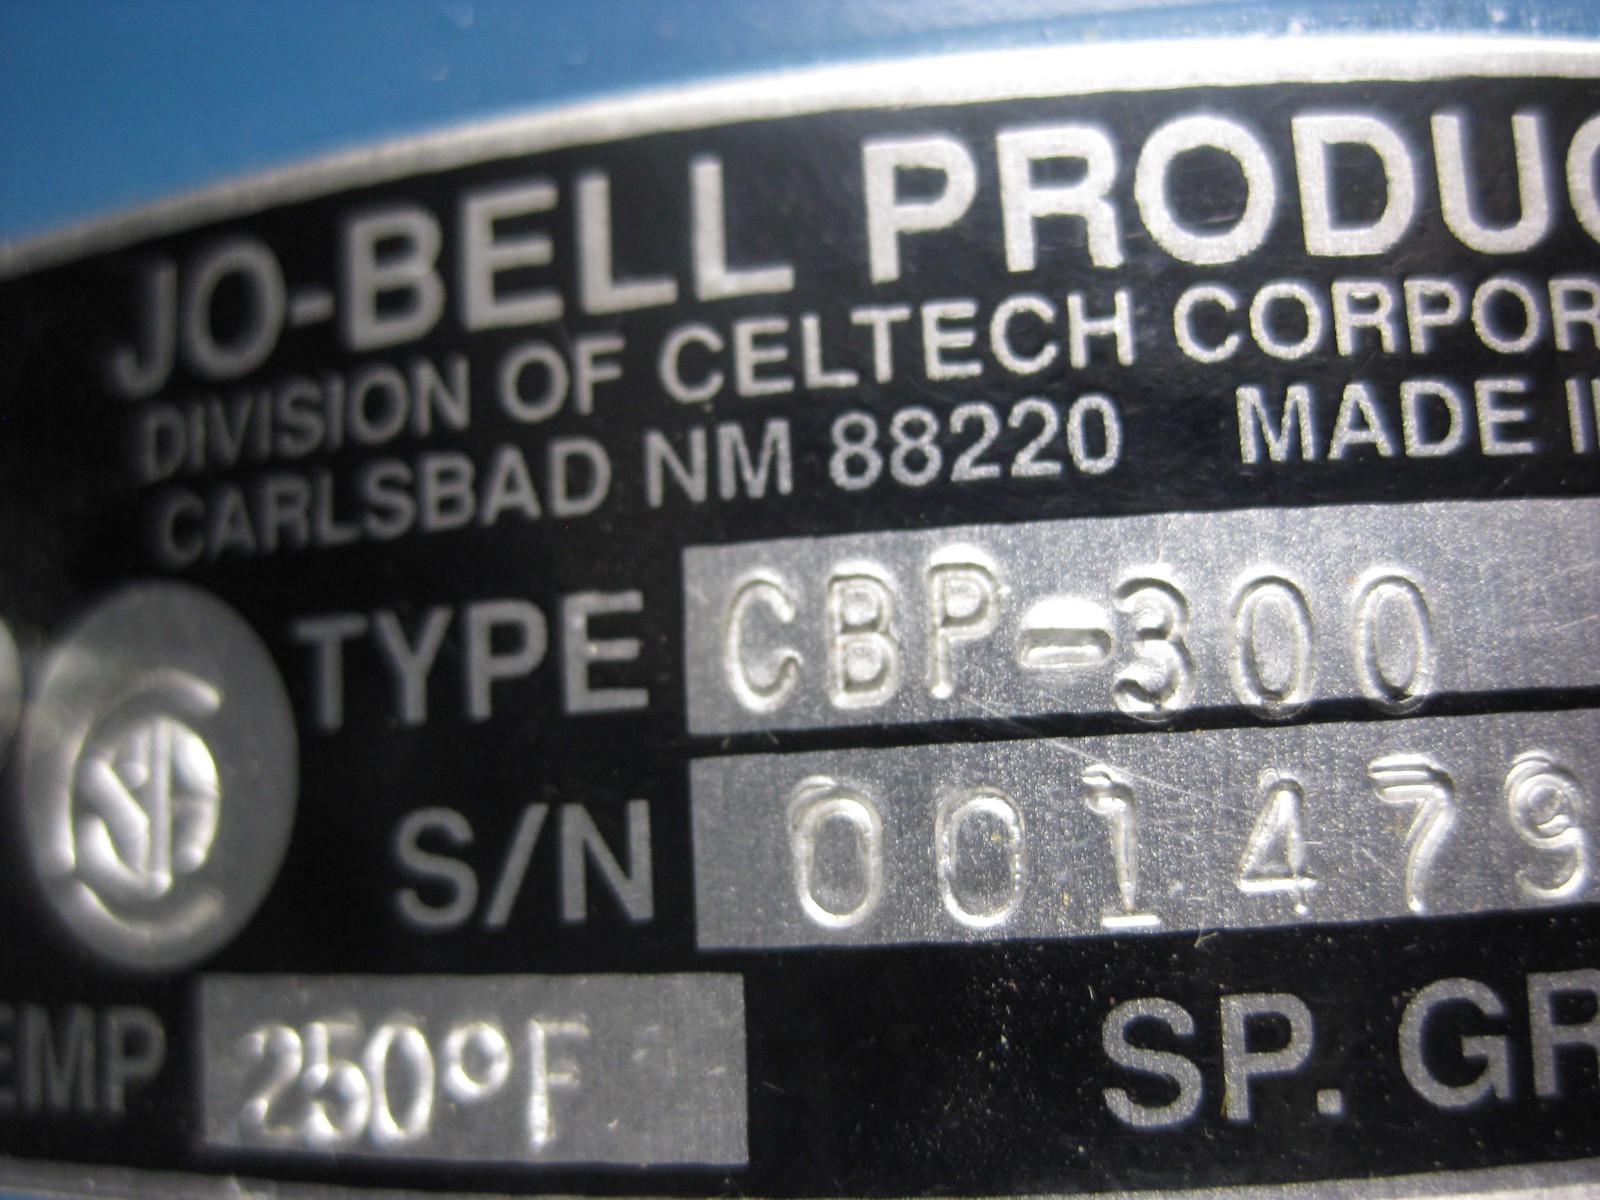 JO-BELL PRODUC
DIVISION OF CELTECH CORPOR
CARLSBAD NM 88220 MADE I
TYPE CBP-300
S/N 001479
EMP 250°F
SP. GR